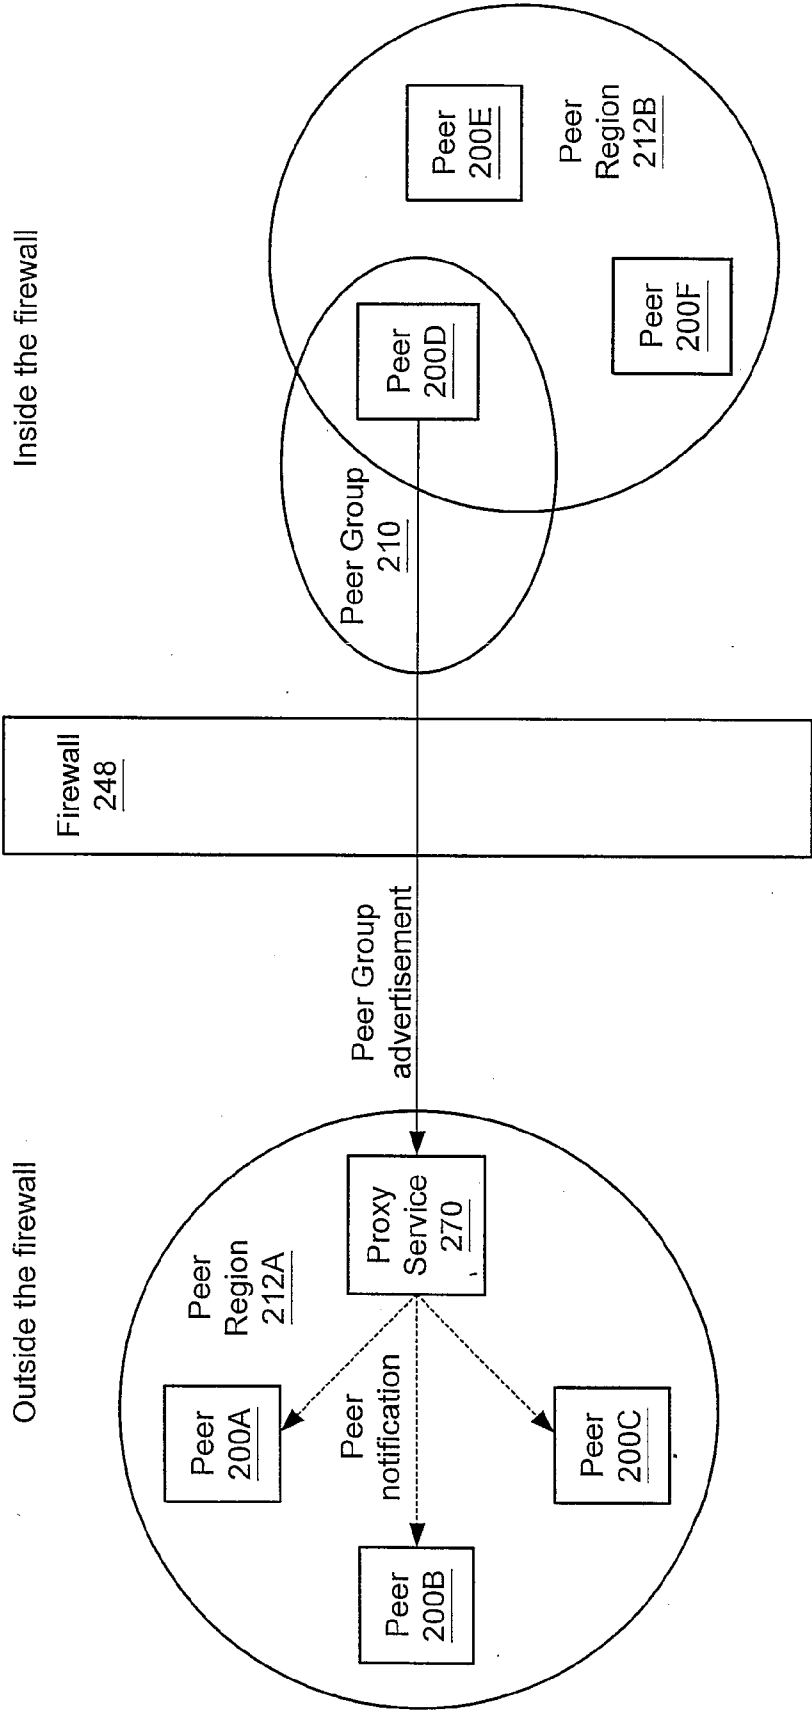 Outside the firewall
Inside the firewall
Peer
Region
212A
Peer
200A
Peer
notification
Peer
200B
Peer
200C
Proxy
Service
270
Peer Group
advertisement
Firewall
248
Peer Group
210
Peer
200D
Peer
200E
Peer
Region
212B
Peer
200F